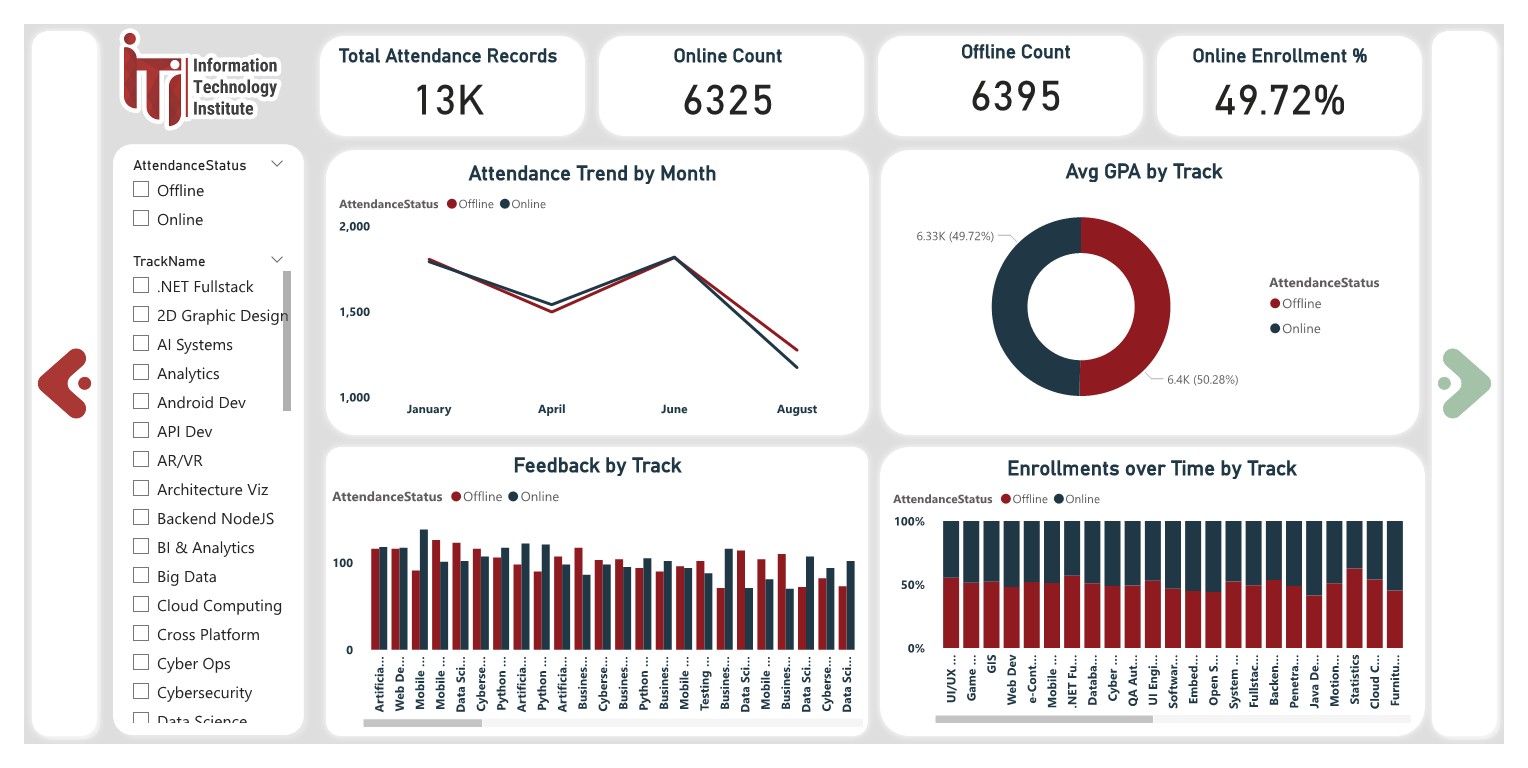 Information
Technology
Institute
Total Attendance Records
13K
Online Count
6325
Offline Count
6395
Online Enrollment %
49.72%
AttendanceStatus
Offline
Online
TrackName
.NET Fullstack
2D Graphic Design
AI Systems
Analytics
Android Dev
API Dev
AR/VR
Architecture Viz
Backend NodeJS
BI & Analytics
Big Data
Cloud Computing
Cross Platform
Cyber Ops
Cybersecurity
Data Science
Attendance Trend by Month
AttendanceStatus Offline Online
2,000
1,500
1,000
January April June August
Avg GPA by Track
6.33K (49.72%)
6.4K (50.28%)
AttendanceStatus
Offline
Online
Feedback by Track
AttendanceStatus Offline Online
100
0
Artificia...
Web De...
Mobile ...
Mobile ...
Data Sci...
Cyberse...
Python ...
Artificia...
Python ...
Artificia...
Busines...
Cyberse...
Busines...
Python ...
Busines...
Mobile ...
Testing ...
Busines...
Data Sci...
Mobile ...
Busines...
Data Sci...
Cyberse...
Data Sci...
Enrollments over Time by Track
AttendanceStatus Offline Online
100%
50%
0%
UI/UX ...
Game ...
GIS
Web Dev
e-Cont...
Mobile ...
.NET Fu...
Databa...
Cyber ...
QA Aut...
UI Engi...
Softwar...
Embed...
Open S...
System ...
Fullstac...
Backen...
Penetra...
Java De...
Motion...
Statistics
Cloud C...
Furnitu...